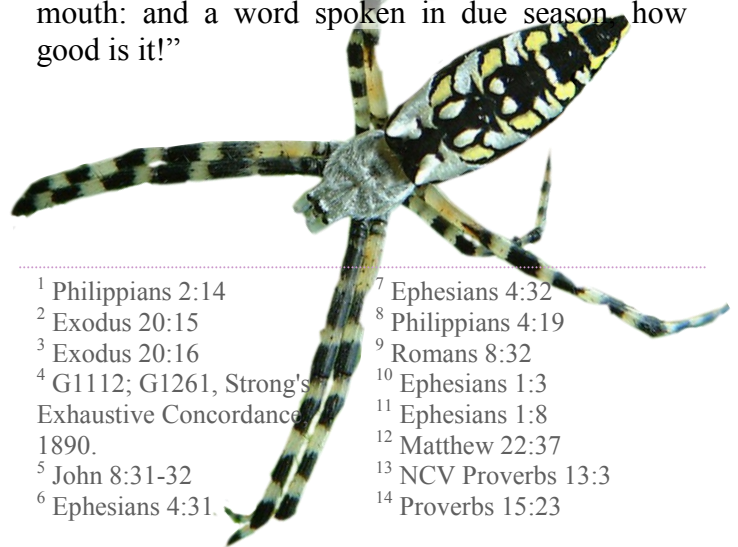 mouth: and a word spoken in due season, how
good is it!”
1 Philippians 2:14
2 Exodus 20:15
3 Exodus 20:16
4 G1112; G1261, Strong's
Exhaustive Concordance,
1890.
5 John 8:31-32
6 Ephesians 4:31.
7 Ephesians 4:32
8 Philippians 4:19
9 Romans 8:32
10 Ephesians 1:3
11 Ephesians 1:8
12 Matthew 22:37
13 NCV Proverbs 13:3
14 Proverbs 15:23